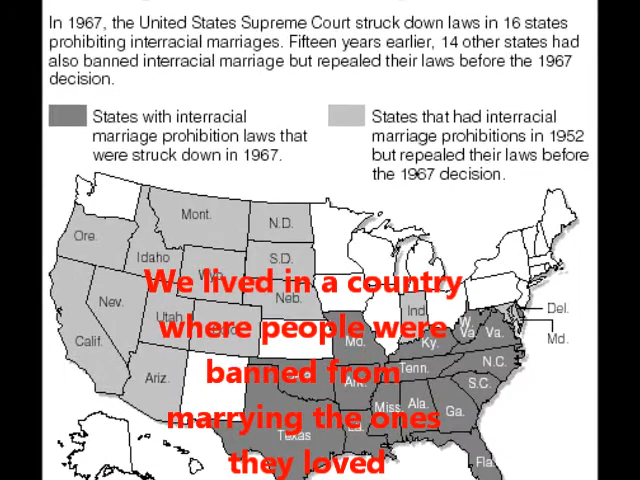 In 1967, the United States Supreme Court struck down laws in 16 states
prohibiting interracial marriages. Fifteen years earlier, 14 other states had
also banned interracial marriage but repealed their laws before the 1967
decision.
States with interracial
marriage prohibition laws that
were struck down in 1967.
States that had interracial
marriage prohibitions in 1952
but repealed their laws before
the 1967 decision.
Mont.
N.D.
Ore.
Idaho
S.D.
We lived in a country
Neb.
Nev.
Utah
Ind.
Del.
where people were
W.
Va.
Va.
Md.
Calif.
Mo.
Ky.
N.C.
Ariz.
banned from
Ark.
Tenn.
S.C.
Miss.
Ala.
Ga.
marrying the ones
Texas
Fla.
they loved